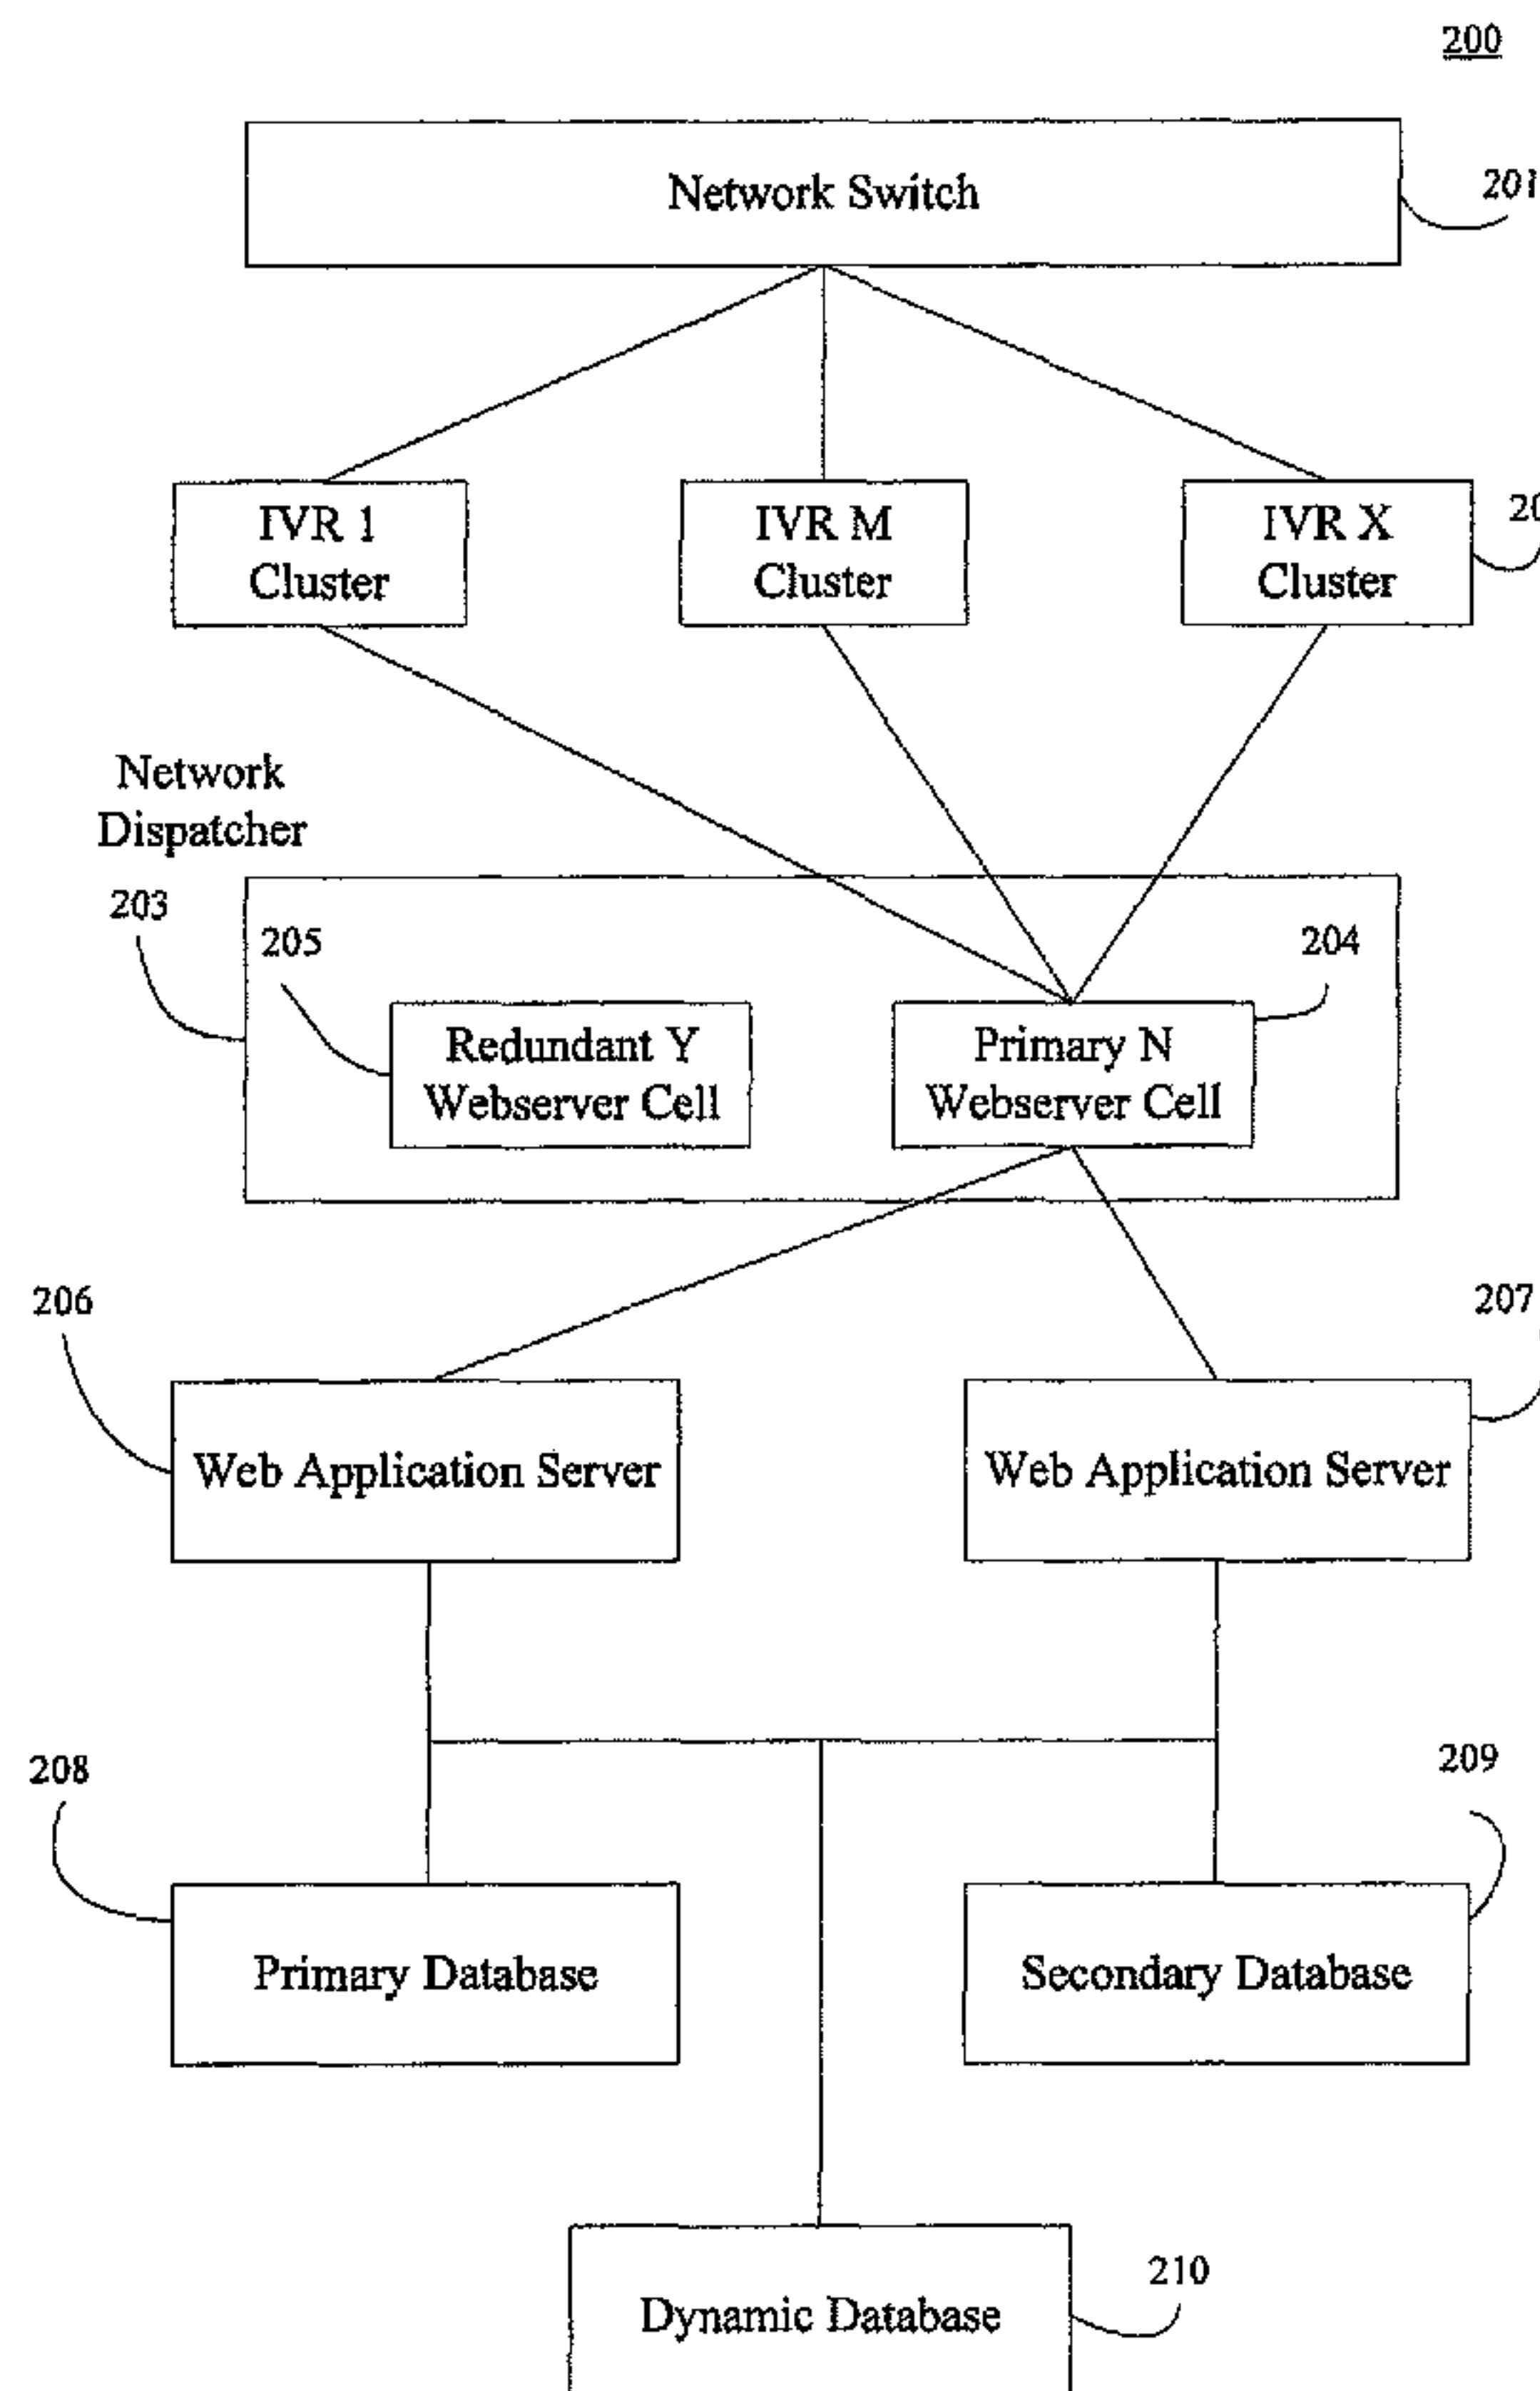 200
Network Switch
201
IVR 1
Cluster
IVR M
Cluster
IVR X
Cluster
Network
Dispatcher
203
205
204
Redundant Y
Webserver Cell
Primary N
Webserver Cell
206
207
Web Application Server
Web Application Server
208
209
Primary Database
Secondary Database
210
Dynamic Database